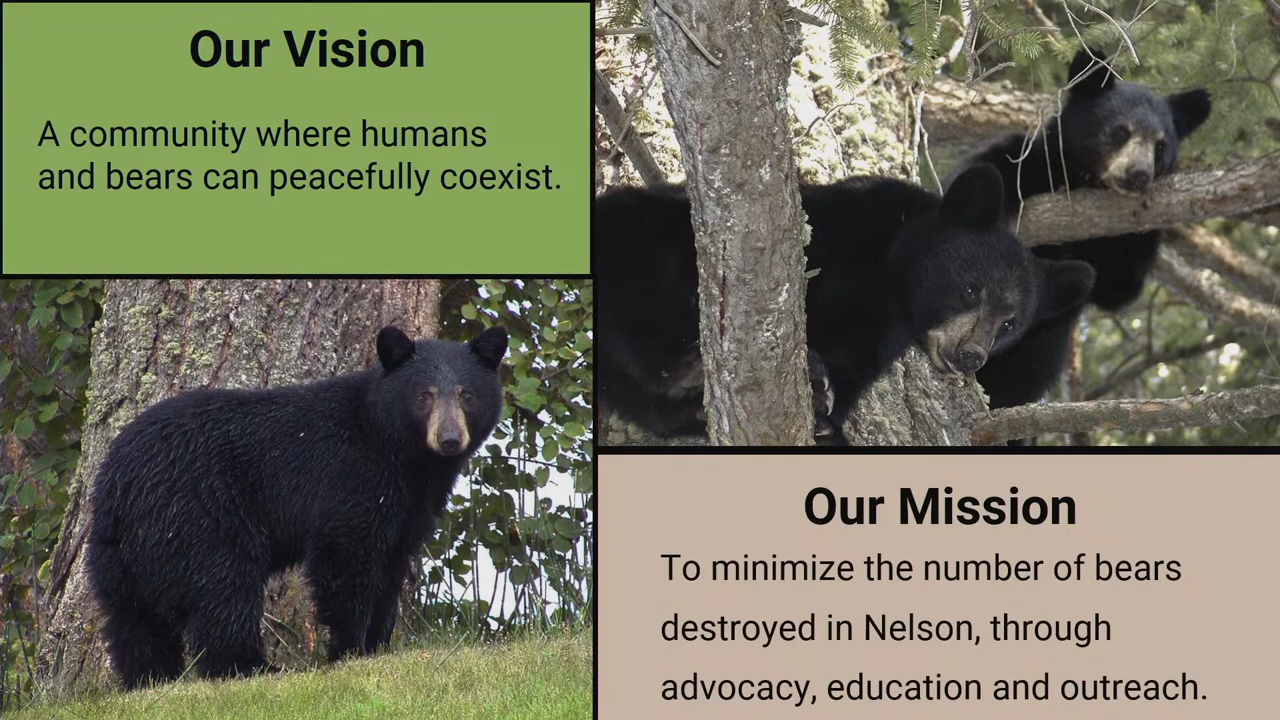 Our Vision
A community where humans
and bears can peacefully coexist.
Our Mission
To minimize the number of bears
destroyed in Nelson, through
advocacy, education and outreach.